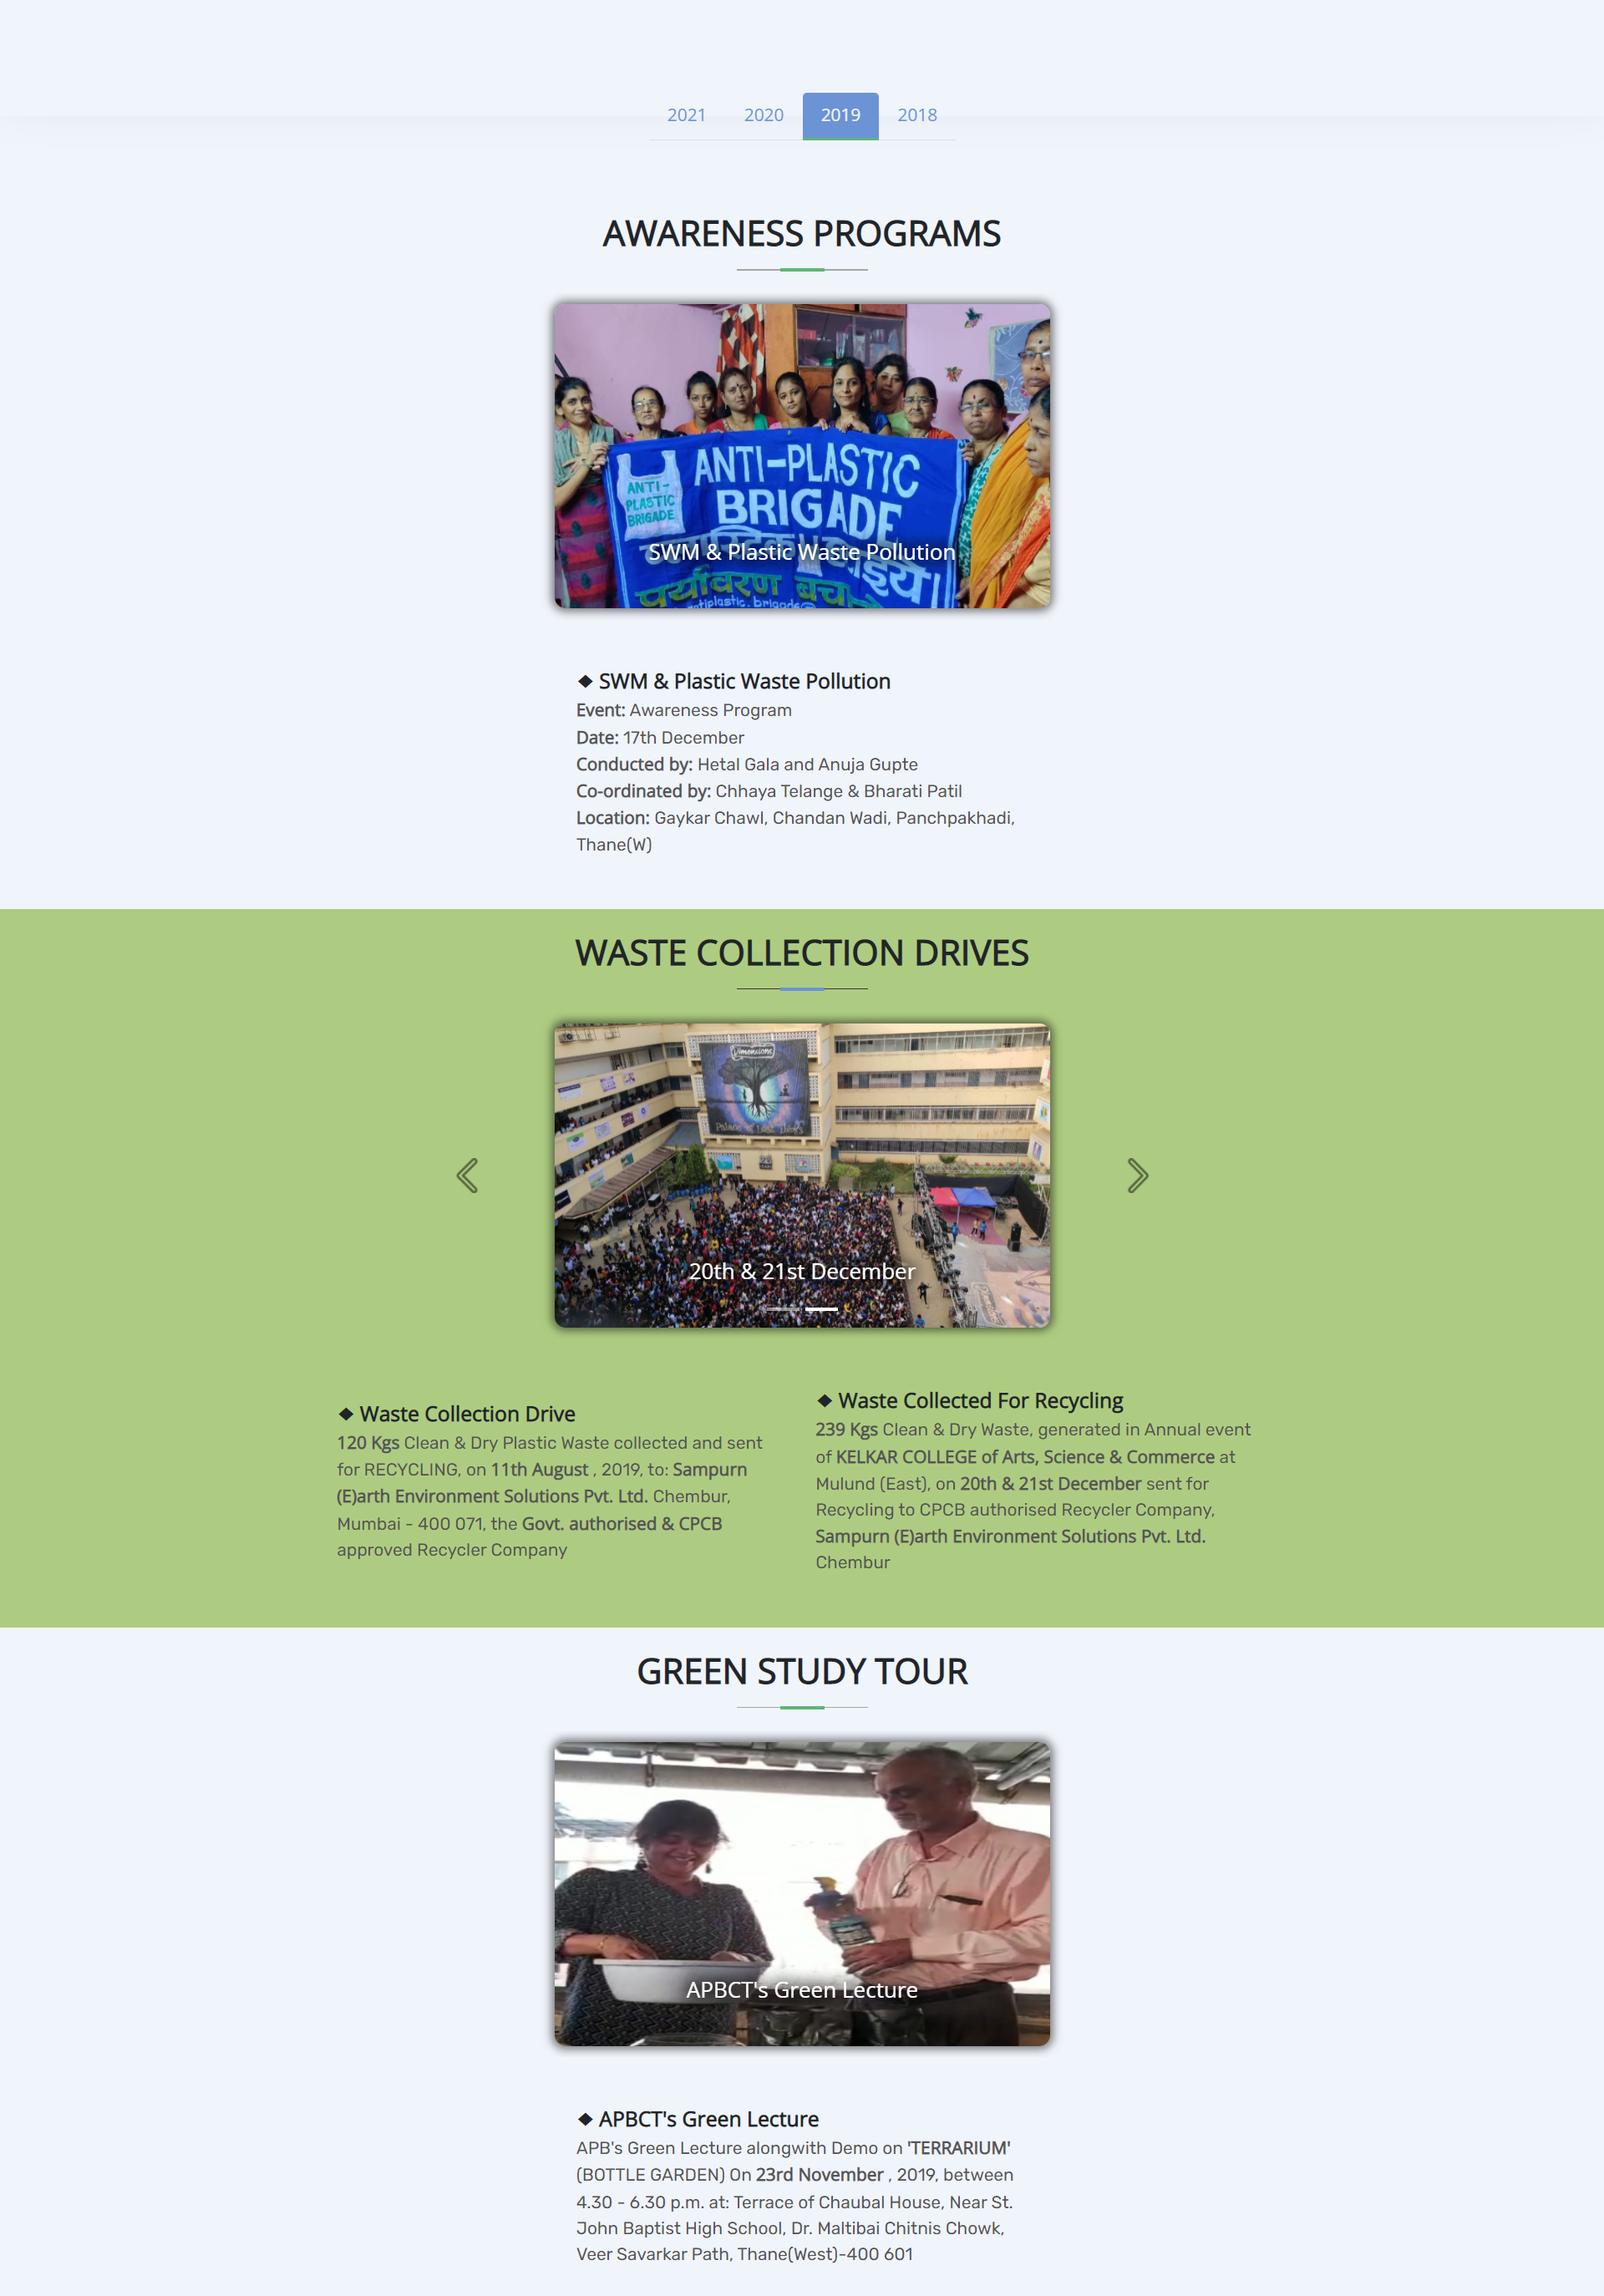 2021 2020 2019 2018
AWARENESS PROGRAMS
ANTI-PLASTIC
BRIGADE
ANTI-
PLASTIC
BRIGADE
SWM & Plastic Waste Pollution
पर्यावरण
antiplastic.brigade@
❖ SWM & Plastic Waste Pollution
Event: Awareness Program
Date: 17th December
Conducted by: Hetal Gala and Anuja Gupte
Co-ordinated by: Chhaya Telange & Bharati Patil
Location: Gaykar Chawl, Chandan Wadi, Panchpakhadi,
Thane(W)
WASTE COLLECTION DRIVES
Dimensions
20th & 21st December
❖ Waste Collection Drive
120 Kgs Clean & Dry Plastic Waste collected and sent
for RECYCLING, on 11th August , 2019, to: Sampurn
(E)arth Environment Solutions Pvt. Ltd. Chembur,
Mumbai - 400 071, the Govt. authorised & CPCB
approved Recycler Company
❖ Waste Collected For Recycling
239 Kgs Clean & Dry Waste, generated in Annual event
of KELKAR COLLEGE of Arts, Science & Commerce at
Mulund (East), on 20th & 21st December sent for
Recycling to CPCB authorised Recycler Company,
Sampurn (E)arth Environment Solutions Pvt. Ltd.
Chembur
GREEN STUDY TOUR
APBCT's Green Lecture
❖ APBCT's Green Lecture
APB's Green Lecture alongwith Demo on 'TERRARIUM'
(BOTTLE GARDEN) On 23rd November , 2019, between
4.30 - 6.30 p.m. at: Terrace of Chaubal House, Near St.
John Baptist High School, Dr. Maltibai Chitnis Chowk,
Veer Savarkar Path, Thane(West)-400 601